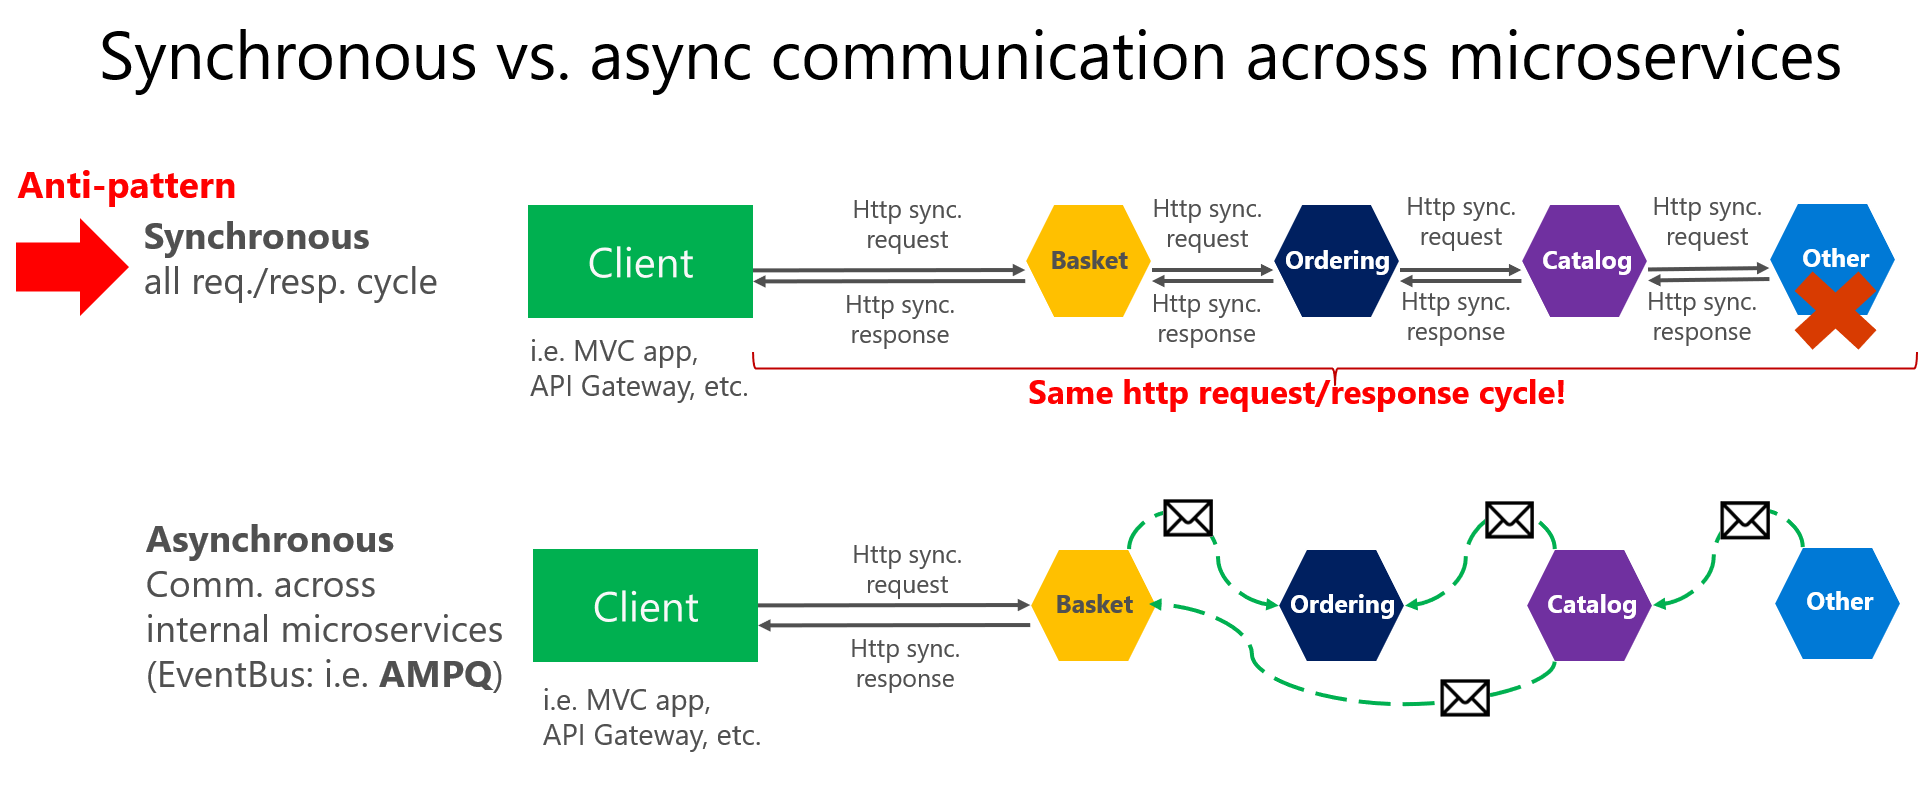 Synchronous vs. async communication across microservices
Anti-pattern
Synchronous
all req./resp. cycle
Client
i.e. MVC app,
API Gateway, etc.
Http sync.
request
Http sync.
response
Basket
Http sync.
request
Http sync.
response
Ordering
Http sync.
request
Http sync.
response
Catalog
Http sync.
request
Http sync.
response
Other
Same http request/response cycle!
Asynchronous
Comm. across
internal microservices
(EventBus: i.e. AMPQ)
Client
i.e. MVC app,
API Gateway, etc.
Http sync.
request
Http sync.
response
Basket
Ordering
Catalog
Other